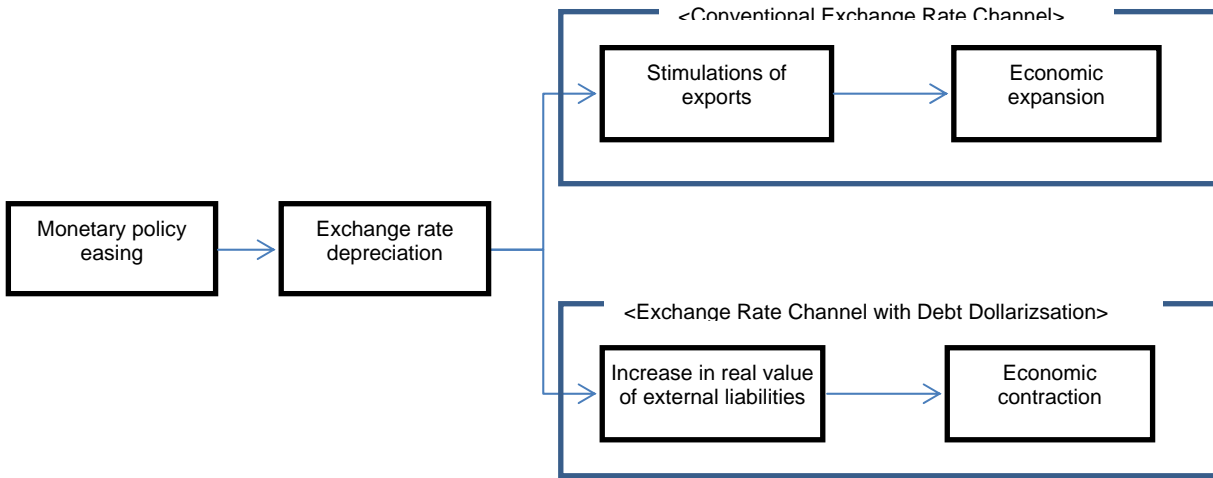 <Conventional Exchange Rate Channel>
Stimulations of
exports
Economic
expansion
Monetary policy
easing
Exchange rate
depreciation
<Exchange Rate Channel with Debt Dollarizsation>
Increase in real value
of external liabilities
Economic
contraction